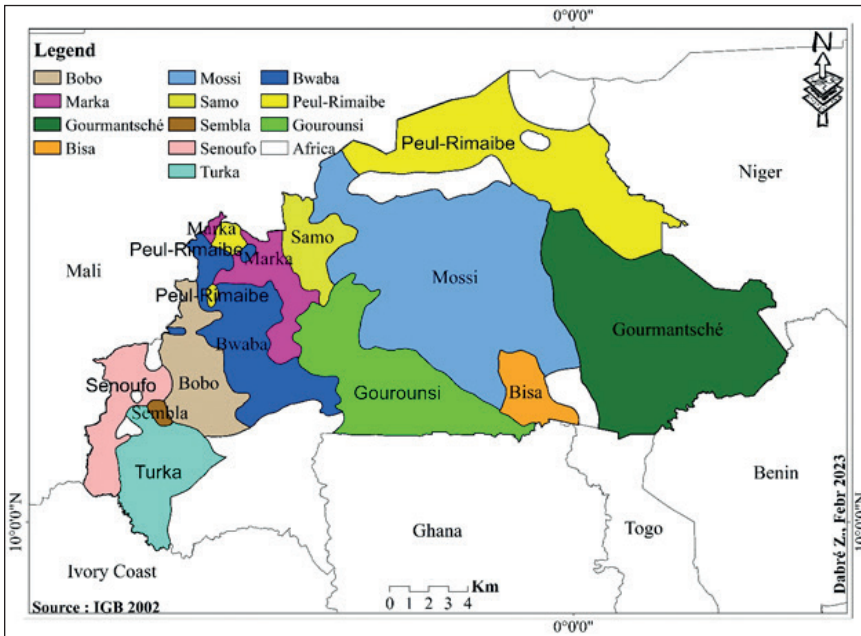 0°0'0"
Legend
Bobo
Marka
Gourmantsché
Bisa
Mossi
Samo
Sembla
Senoufo
Turka
Bwaba
Peul-Rimaibe
Gourounsi
Africa
N
Peul-Rimaibe
Niger
Marka
Samo
Peul-Rimaibe
Marka
Mali
Mossi
Peul-Rimaibe
Gourmantsché
Bwaba
Senoufo
Bobo
Gourounsi
Bisa
Sembla
Turka
Benin
10°0'0"N
Ghana
Togo
10°0'0"N
Dabré Z., Febr 2023
Ivory Coast
Km
0 1 2 3 4
Source : IGB 2002
0°0'0"